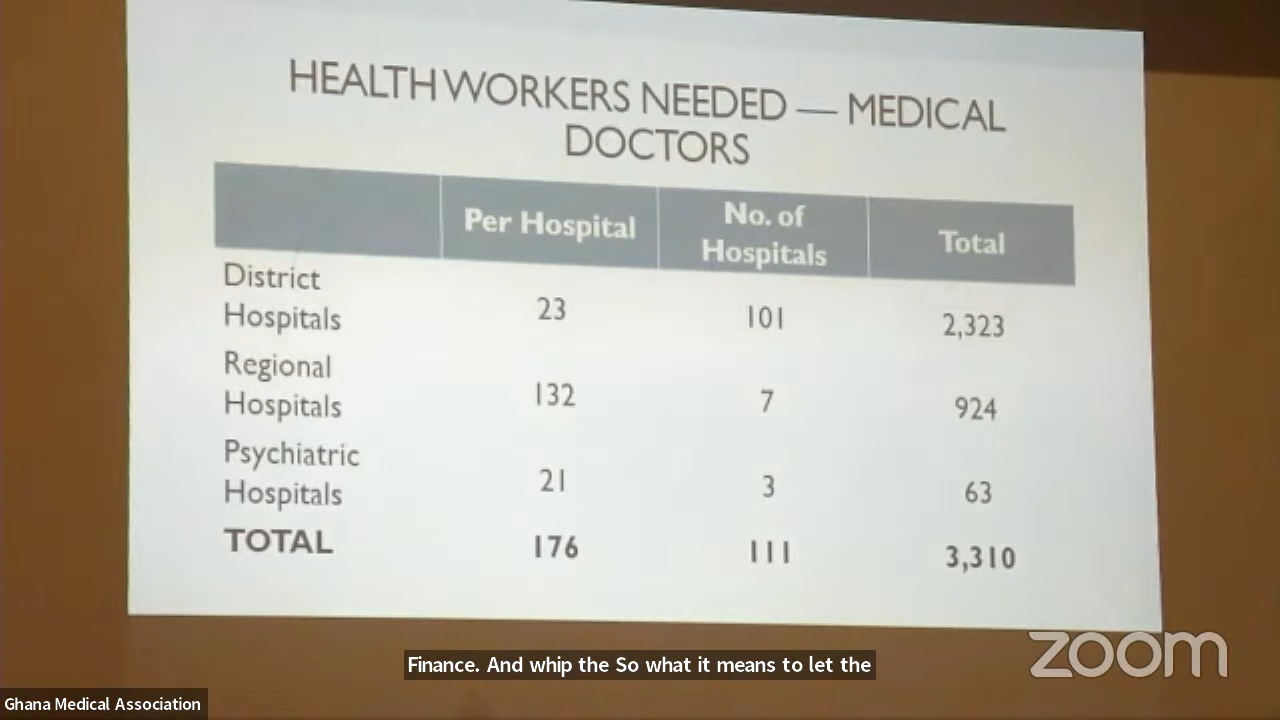 HEALTH WORKERS NEEDED — MEDICAL
DOCTORS
Per Hospital
No. of
Hospitals
Total
District
Hospitals
23
101
2,323
Regional
Hospitals
132
7
924
Psychiatric
Hospitals
21
3
63
TOTAL
176
111
3,310
zoom
Finance. And whip the So what it means to let the
Ghana Medical Association